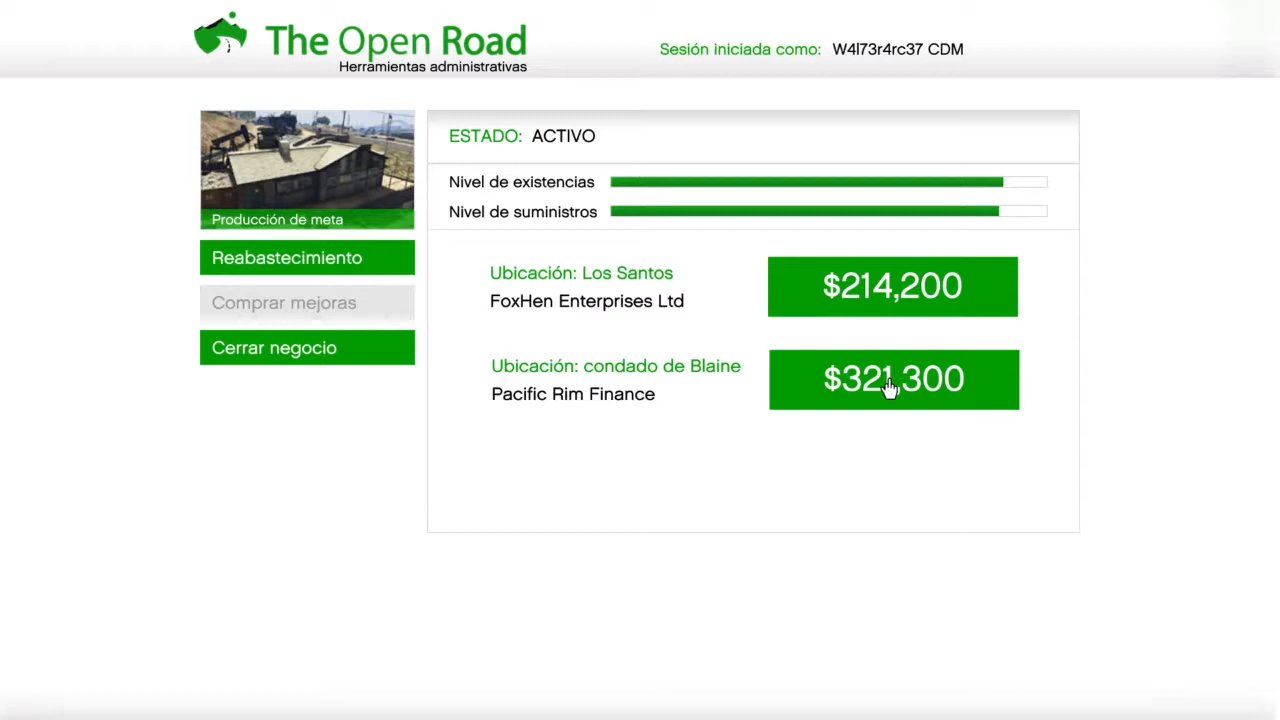 The Open Road
Herramientas administrativas
Sesión iniciada como: W4l73r4rc37 CDM
Producción de meta
Reabastecimiento
Comprar mejoras
Cerrar negocio
ESTADO: ACTIVO
Nivel de existencias
Nivel de suministros
Ubicación: Los Santos
FoxHen Enterprises Ltd
$214,200
Ubicación: condado de Blaine
Pacific Rim Finance
$321,300